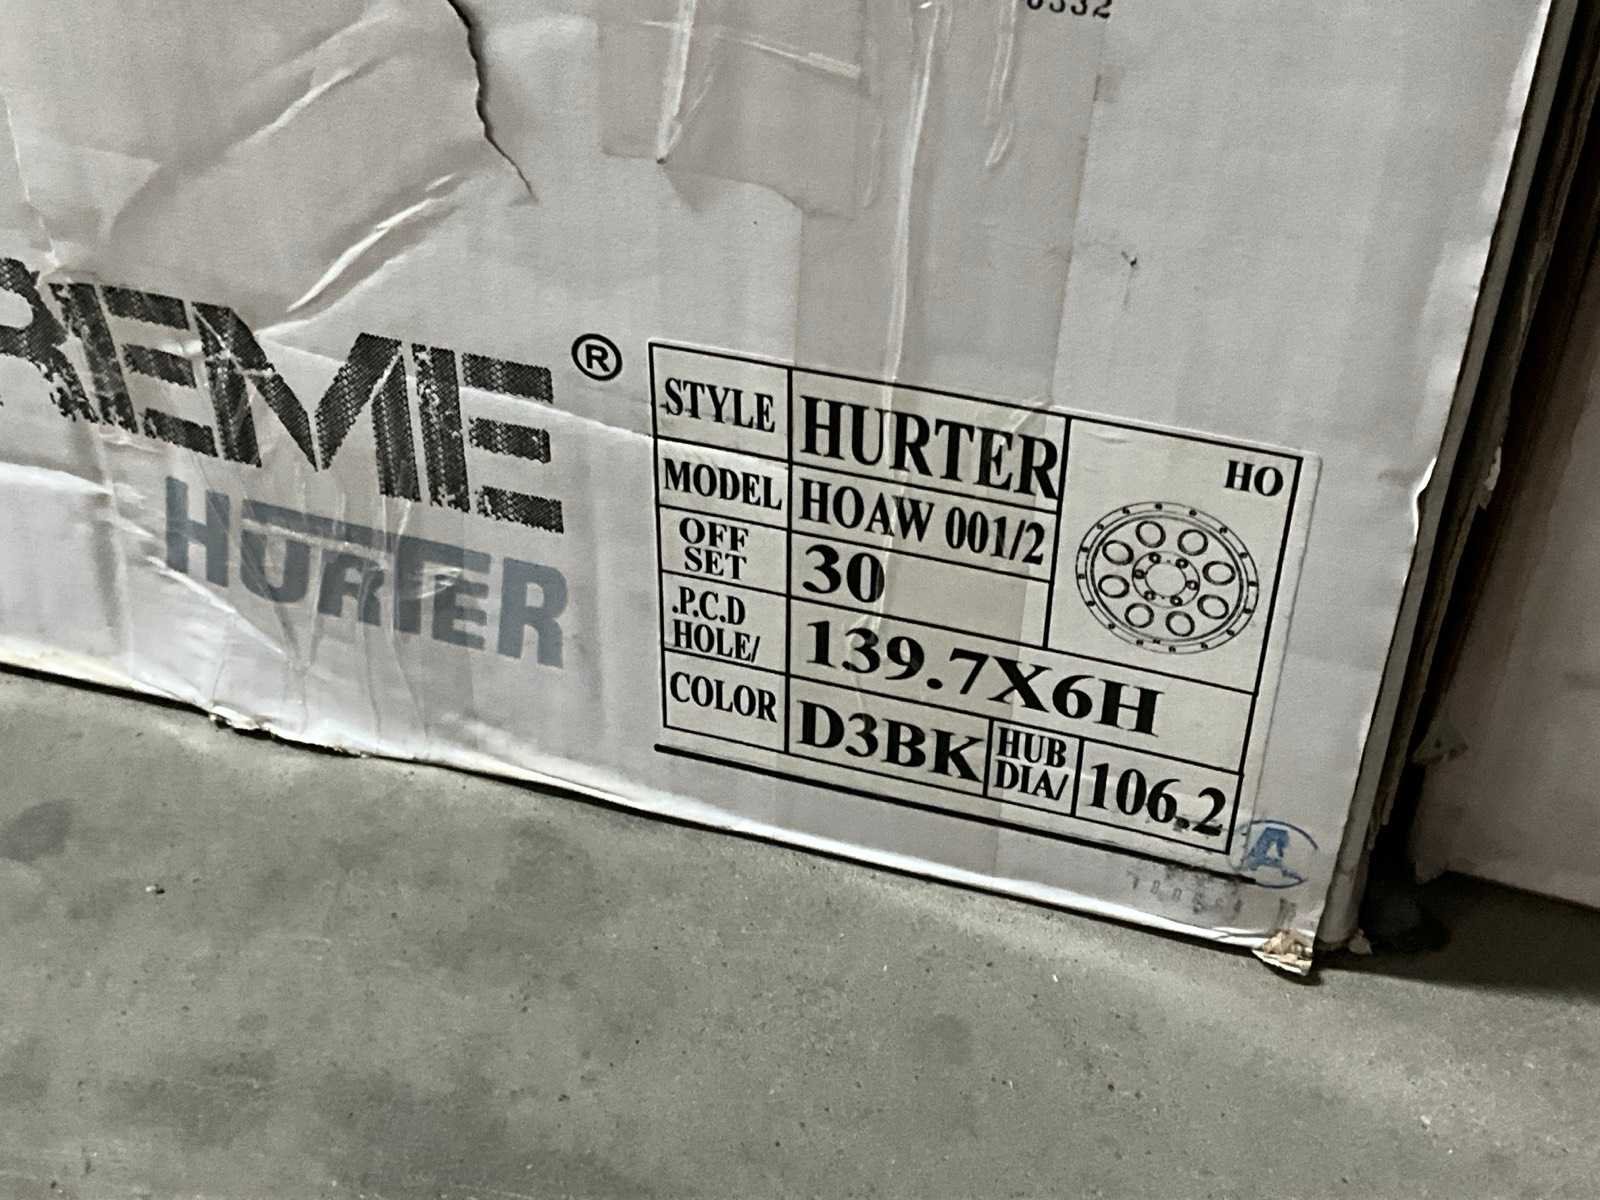 REME ®
HURTER
STYLE HURTER HO
MODEL HOAW 001/2
OFF SET 30
.P.C.D HOLE/ 139.7X6H
COLOR D3BK HUB DIA/ 106.2
A